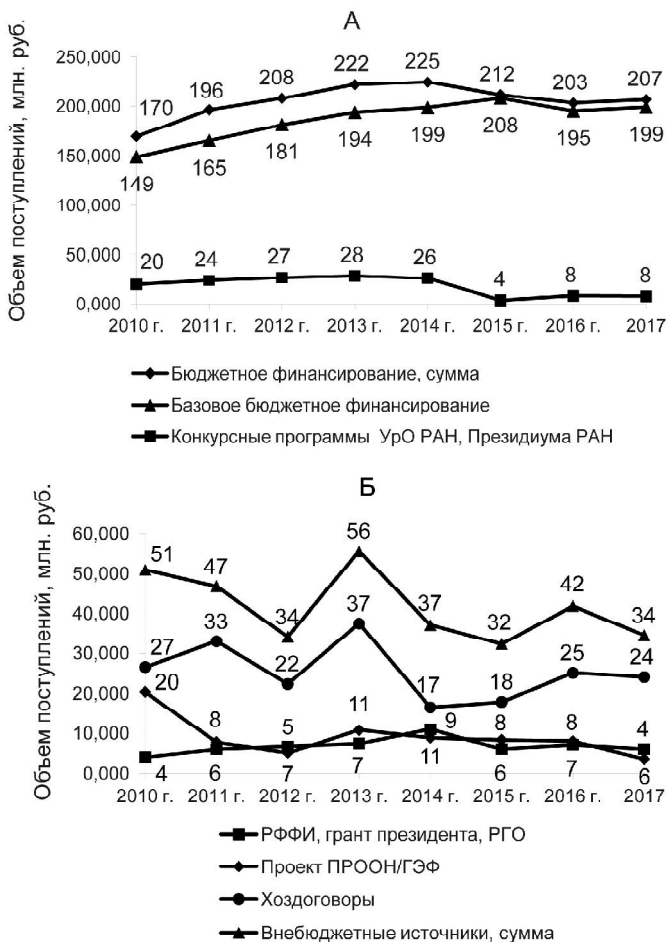 А
Объем поступлений, млн. руб.
250,000
200,000
150,000
100,000
50,000
0,000
170 196 208 222 225 212 203 207
149 165 181 194 199 208 195 199
20 24 27 28 26 4 8 8
2010 г. 2011 г. 2012 г. 2013 г. 2014 г. 2015 г. 2016 г. 2017
Бюджетное финансирование, сумма
Базовое бюджетное финансирование
Конкурсные программы УрО РАН, Президиума РАН
Б
Объем поступлений, млн. руб.
60,000
50,000
40,000
30,000
20,000
10,000
0,000
51 47 34 56 37 32 42 34
27 33 22 37 17 18 25 24
20 8 5 11 9 8 8 4
4 6 7 7 11 6 7 6
2010 г. 2011 г. 2012 г. 2013 г. 2014 г. 2015 г. 2016 г. 2017
РФФИ, грант президента, РГО
Проект ПРООН/ГЭФ
Хоздоговоры
Внебюджетные источники, сумма